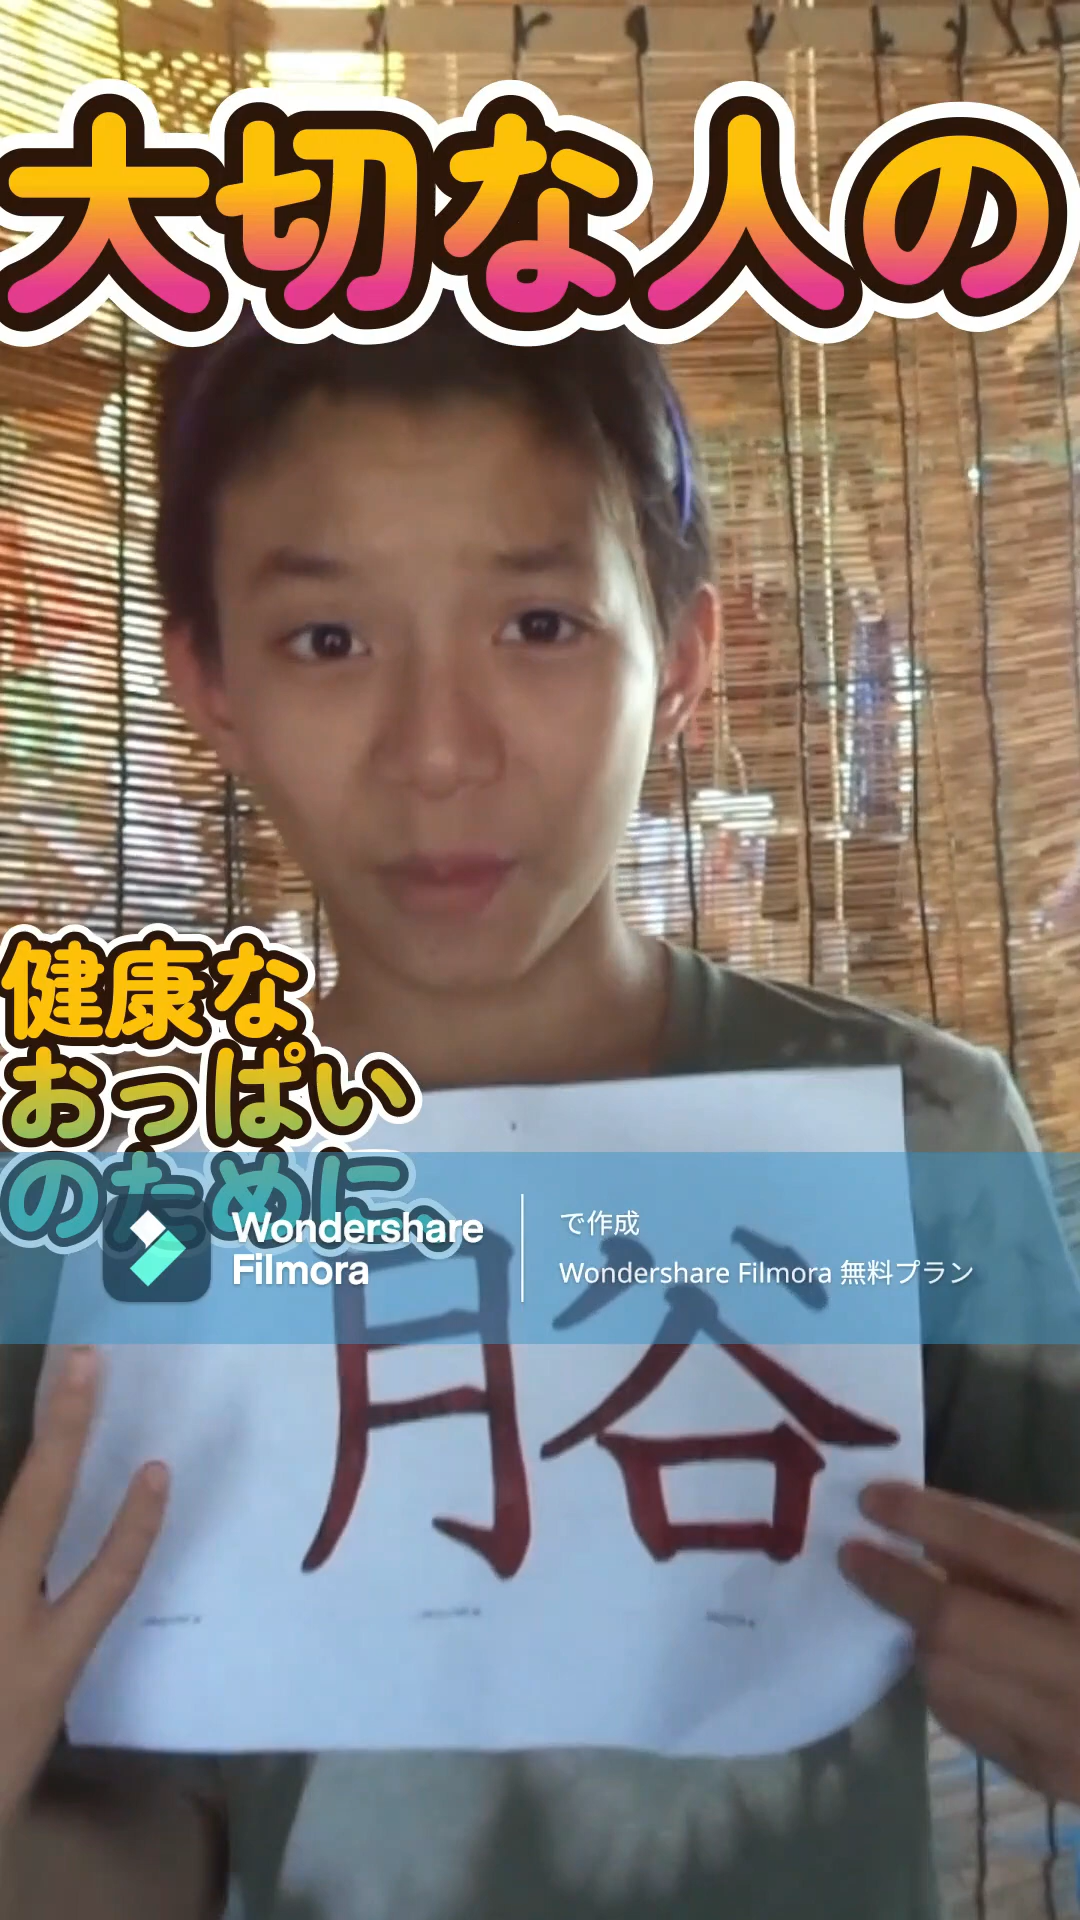 大切な人の
健康な
おっぱい
のために、
Wondershare
Filmora
で作成
Wondershare Filmora 無料プラン
月谷